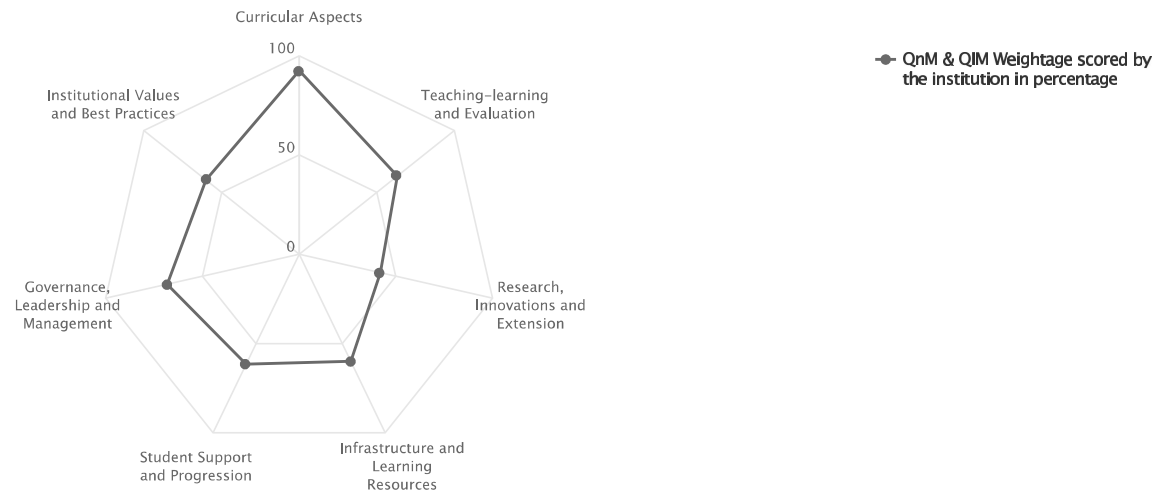 Curricular Aspects
100
QnM & QlM Weightage scored by
the institution in percentage
Institutional Values
and Best Practices
Teaching-learning
and Evaluation
50
0
Governance,
Leadership and
Management
Research,
Innovations and
Extension
Student Support
and Progression
Infrastructure and
Learning
Resources